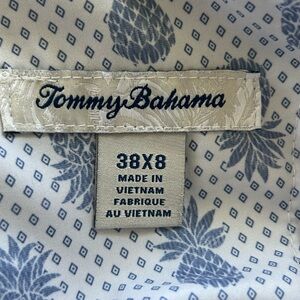 Tommy Bahama
38X8
MADE IN
VIETNAM
FABRIQUE
AU VIETNAM